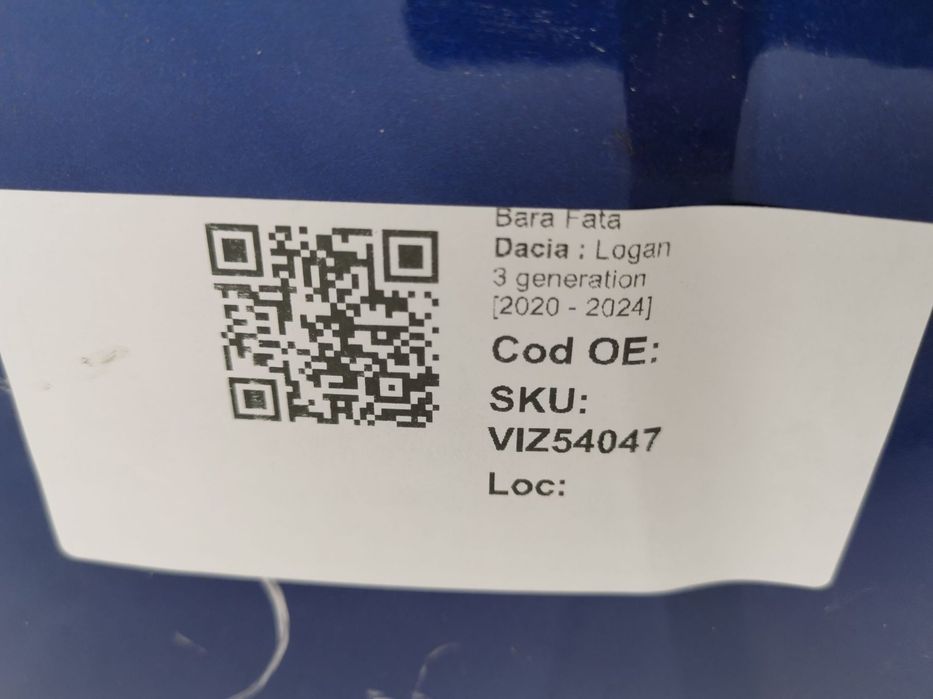 Bara Fata
Dacia : Logan
3 generation
[2020 - 2024]
Cod OE:
SKU:
VIZ54047
Loc: